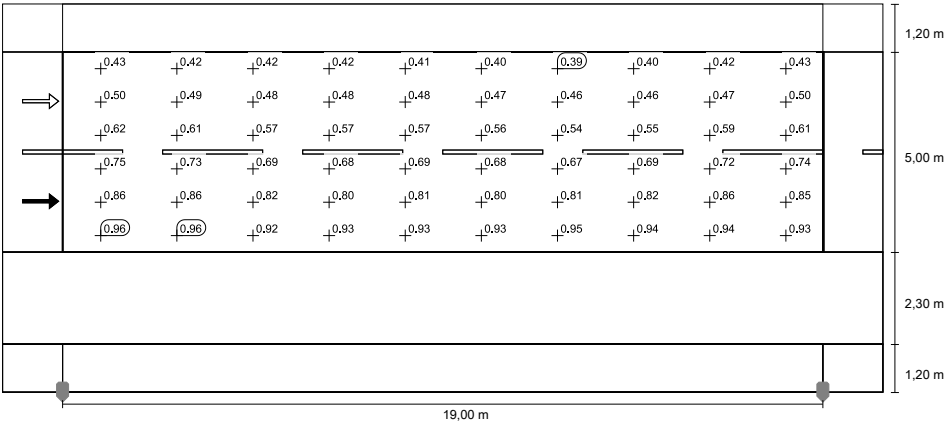 1,20 m
0.43 0.42 0.42 0.42 0.41 0.40 0.39 0.40 0.42 0.43
0.50 0.49 0.48 0.48 0.48 0.47 0.46 0.46 0.47 0.50
0.62 0.61 0.57 0.57 0.57 0.56 0.54 0.55 0.59 0.61
5,00 m
0.75 0.73 0.69 0.68 0.69 0.68 0.67 0.69 0.72 0.74
0.86 0.86 0.82 0.80 0.81 0.80 0.81 0.82 0.86 0.85
0.96 0.96 0.92 0.93 0.93 0.93 0.95 0.94 0.94 0.93
2,30 m
1,20 m
19,00 m